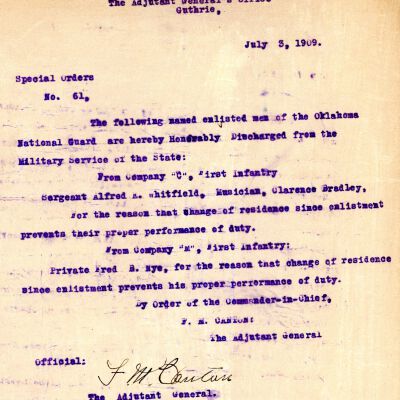 The Adjutant General's Office
Guthrie,
July 3, 1909.
Special Orders
No. 61,
The following named enlisted men of the Oklahoma
National Guard are hereby Honorably Discharged from the
Military Service of the State:
From Company "C", First Infantry
Sergeant Alfred K. Whitfield, Musician, Clarence Bradley,
For the reason that change of residence since enlistment
prevents their proper performance of duty.
From Company "M", First Infantry:
Private Fred B. Nye, for the reason that change of residence
since enlistment prevents his proper performance of duty.
By Order of the Commander-in-Chief,
F. M. CANTON:
The Adjutant General
Official:
F M Canton
The Adjutant General.